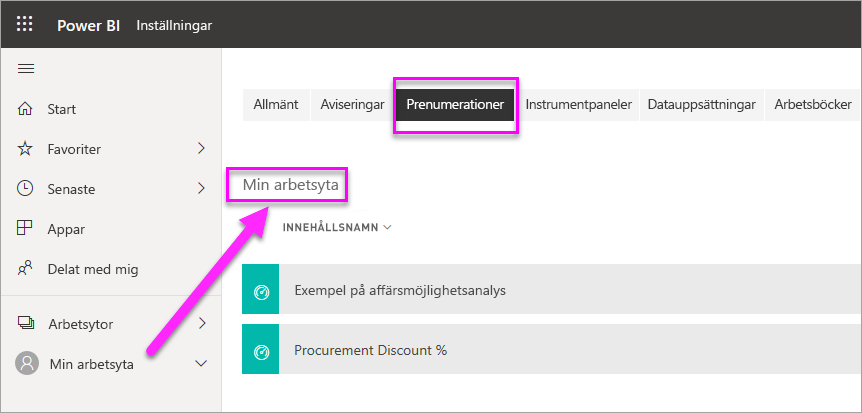 Power BI Inställningar
Start
Favoriter
Senaste
Appar
Delat med mig
Arbetsytor
Min arbetsyta
Allmänt Aviseringar Prenumerationer Instrumentpaneler Datauppsättningar Arbetsböcker
Min arbetsyta
INNEHÅLLSNAMN
Exempel på affärsmöjlighetsanalys
Procurement Discount %